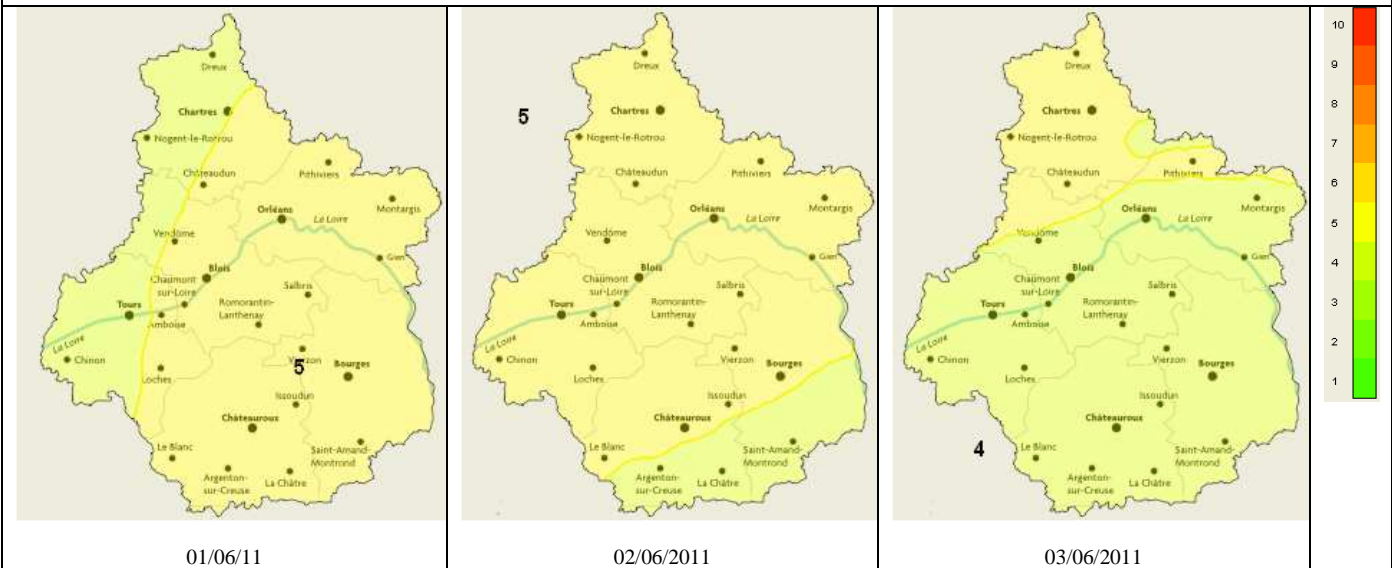 Dreux
Chartres
Nogent-le-Rotrou
Châteaudun
Pithiviers
Orléans
La Loire
Montargis
Vendôme
Blois
Gien
Chaumont
sur-Loire
Salbris
Tours
Amboise
Romorantin-
Lanthenay
La Loire
Chinon
Loches
Vierzon
5
Bourges
Issoudun
Châteauroux
Le Blanc
Saint-Amand-
Montrond
Argenton-
sur-Creuse
La Châtre
01/06/11
Dreux
5
Chartres
Nogent-le-Rotrou
Châteaudun
Pithiviers
Orléans
La Loire
Montargis
Vendôme
Blois
Gien
Chaumont
sur-Loire
Salbris
Tours
Amboise
Romorantin-
Lanthenay
La Loire
Chinon
Loches
Vierzon
Bourges
Issoudun
Châteauroux
Le Blanc
Saint-Amand-
Montrond
Argenton-
sur-Creuse
La Châtre
02/06/2011
Dreux
Chartres
Nogent-le-Rotrou
Châteaudun
Pithiviers
Orléans
La Loire
Montargis
Vendôme
Blois
Gien
Chaumont
sur-Loire
Salbris
Tours
Amboise
Romorantin-
Lanthenay
La Loire
Chinon
Loches
Vierzon
Bourges
Issoudun
Châteauroux
4
Le Blanc
Saint-Amand-
Montrond
Argenton-
sur-Creuse
La Châtre
03/06/2011
10
9
8
7
6
5
4
3
2
1